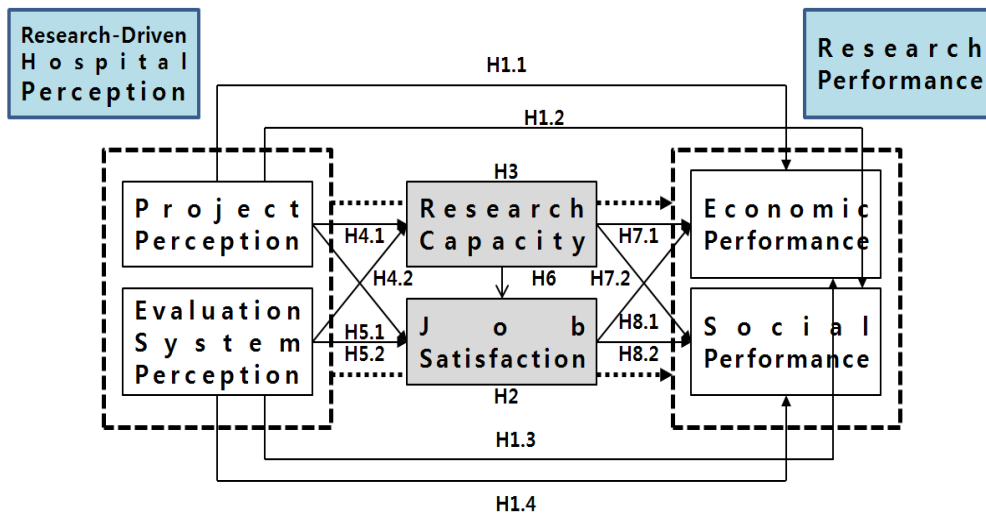 Research-Driven
Hospital
Perception
Research
Performance
H1.1
H1.2
H3
Project
Perception
Research
Capacity
Economic
Performance
H4.1
H7.1
H4.2
H6
H7.2
Evaluation
System
Perception
Job
Satisfaction
Social
Performance
H5.1
H8.1
H5.2
H8.2
H2
H1.3
H1.4